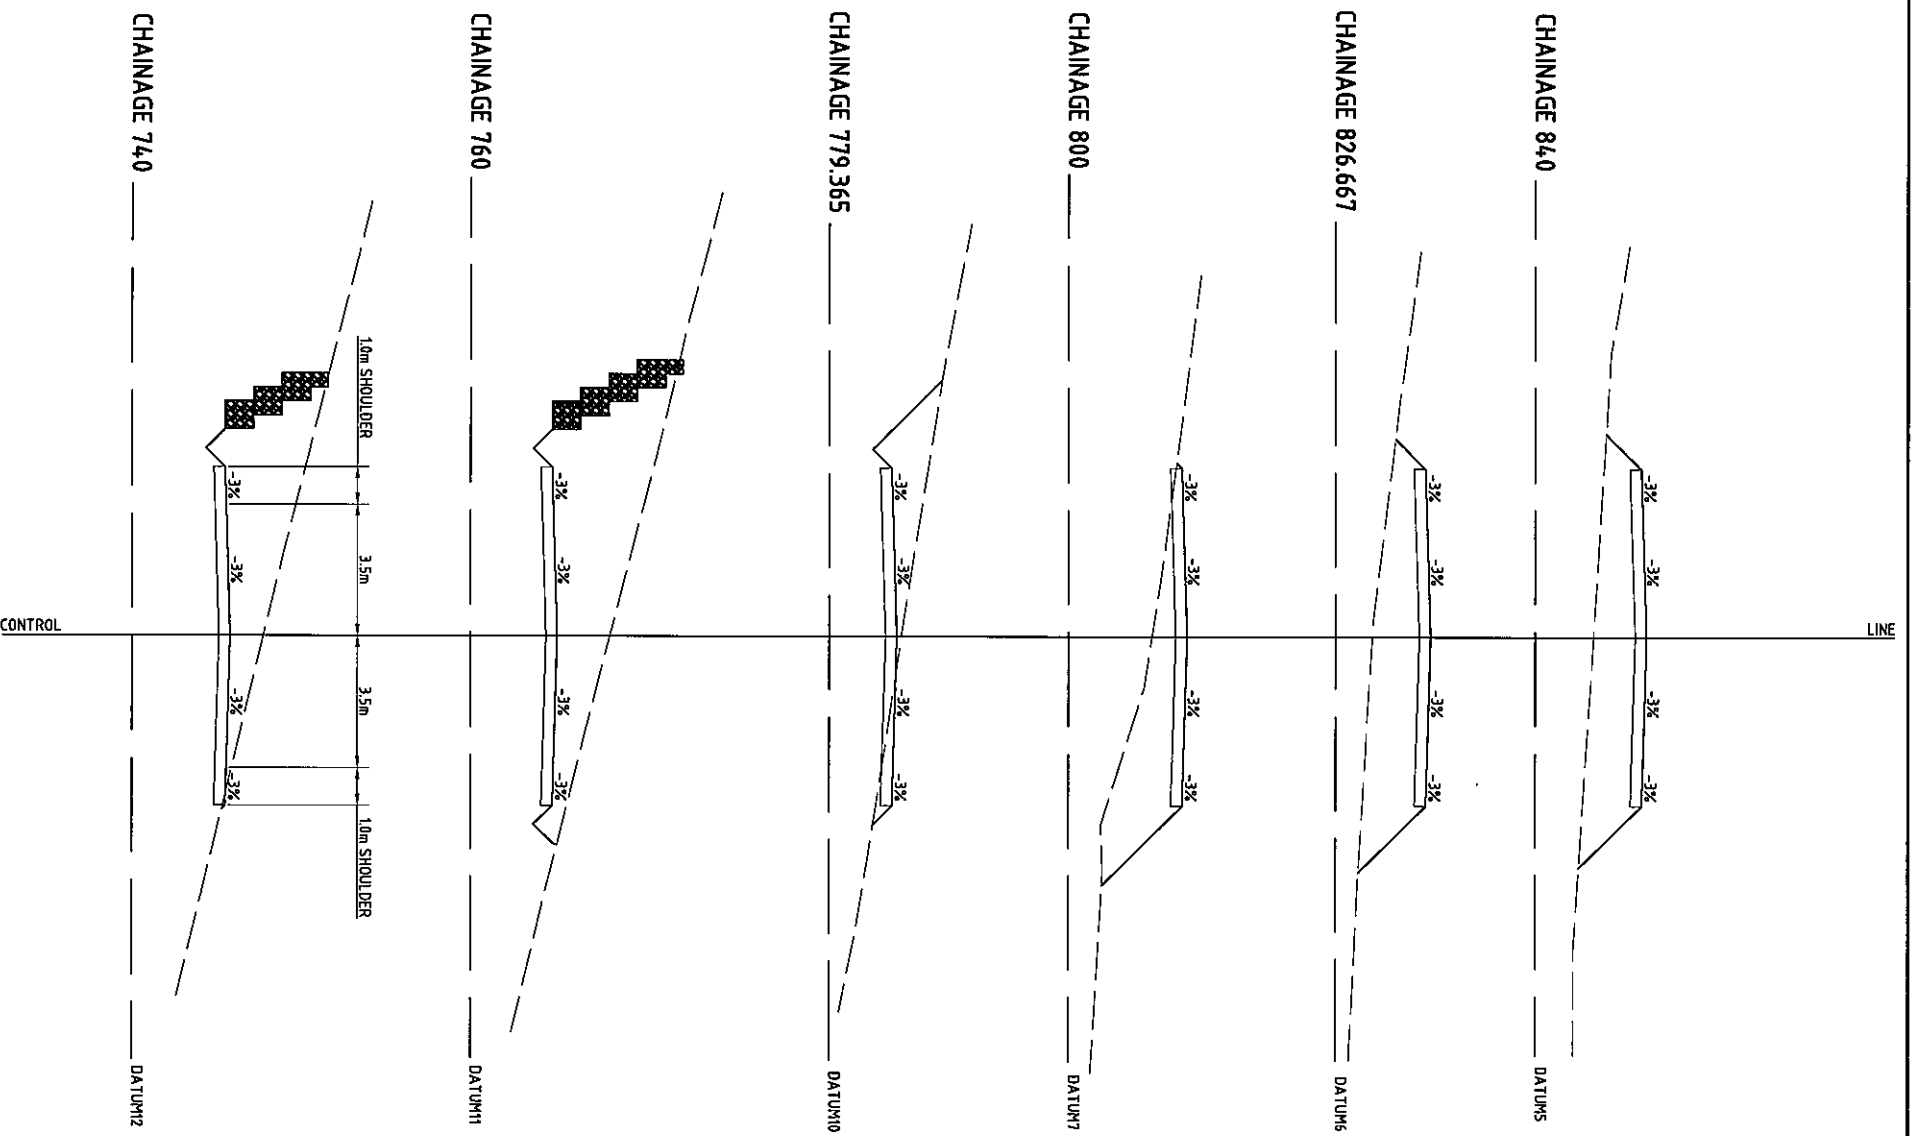 CHAINAGE 740
1.0m SHOULDER
3.5m
3.5m
1.0m SHOULDER
-3%
-3%
-3%
-3%
DATUM12
CHAINAGE 760
-3%
-3%
-3%
-3%
DATUM11
CHAINAGE 779.365
-3%
-3%
-3%
-3%
DATUM10
CHAINAGE 800
-3%
-3%
-3%
-3%
DATUM7
CHAINAGE 826.667
-3%
-3%
-3%
-3%
DATUM6
CHAINAGE 840
-3%
-3%
-3%
-3%
DATUM5
CONTROL
LINE